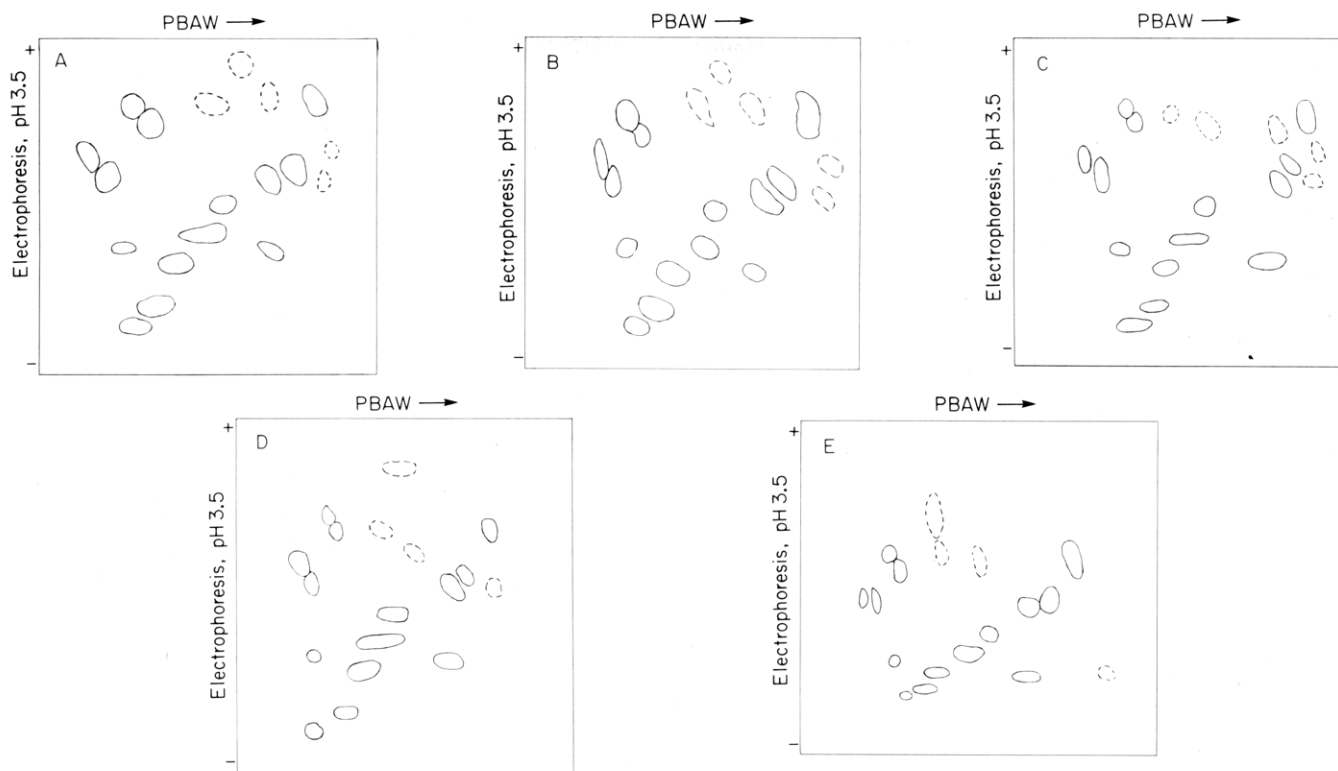 PBAW →
PBAW →
PBAW →
+
A
Electrophoresis, pH 3.5
−
+
B
Electrophoresis, pH 3.5
−
+
C
Electrophoresis, pH 3.5
−
PBAW →
PBAW →
+
D
Electrophoresis, pH 3.5
−
+
E
Electrophoresis, pH 3.5
−